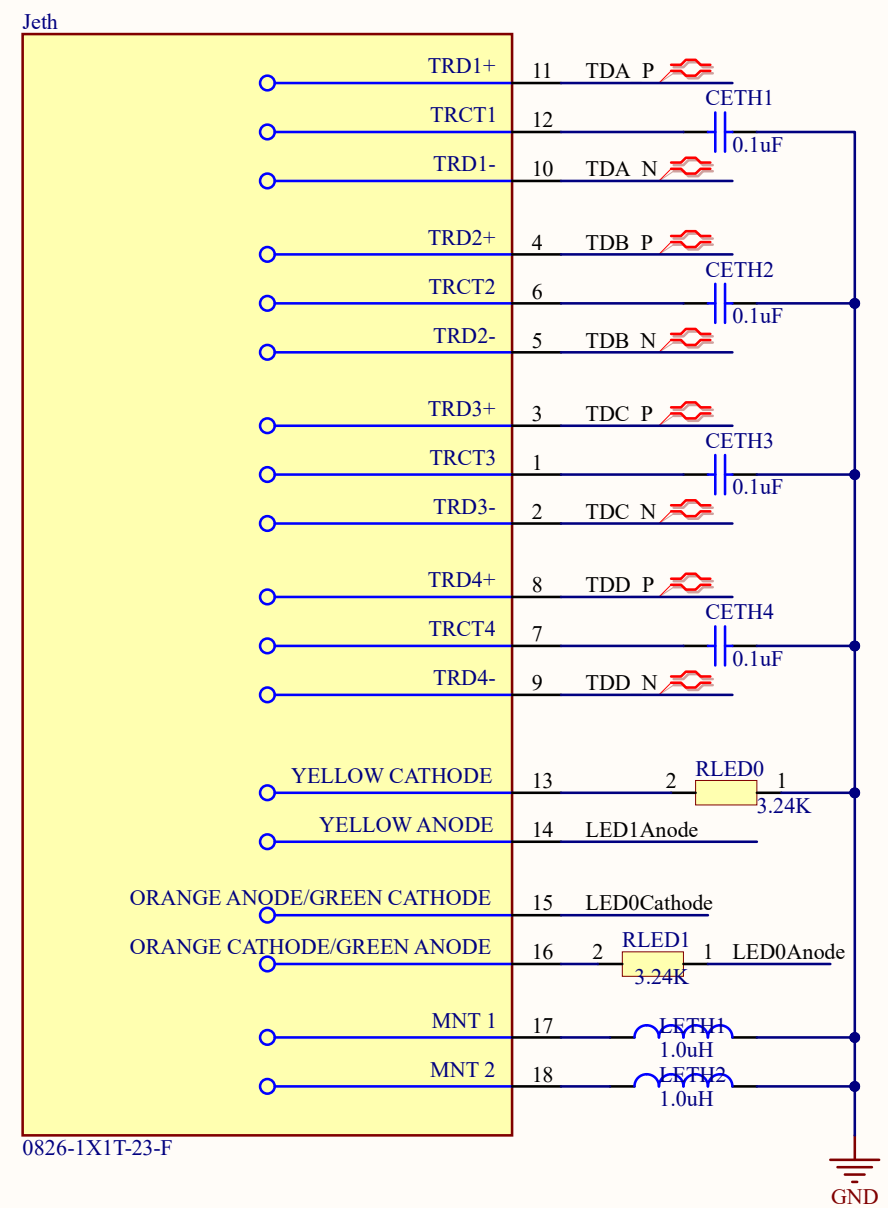 Jeth
TRD1+ 11 TDA_P
CETH1
TRCT1 12
0.1uF
TRD1- 10 TDA_N
TRD2+ 4 TDB_P
CETH2
TRCT2 6
0.1uF
TRD2- 5 TDB_N
TRD3+ 3 TDC_P
CETH3
TRCT3 1
0.1uF
TRD3- 2 TDC_N
TRD4+ 8 TDD_P
CETH4
TRCT4 7
0.1uF
TRD4- 9 TDD_N
RLED0
YELLOW CATHODE 13 2 1
3.24K
YELLOW ANODE 14 LED1Anode
ORANGE ANODE/GREEN CATHODE 15 LED0Cathode
RLED1
ORANGE CATHODE/GREEN ANODE 16 2 1 LED0Anode
3.24K
MNT 1 17 LETH1
1.0uH
MNT 2 18 LETH2
1.0uH
0826-1X1T-23-F
GND